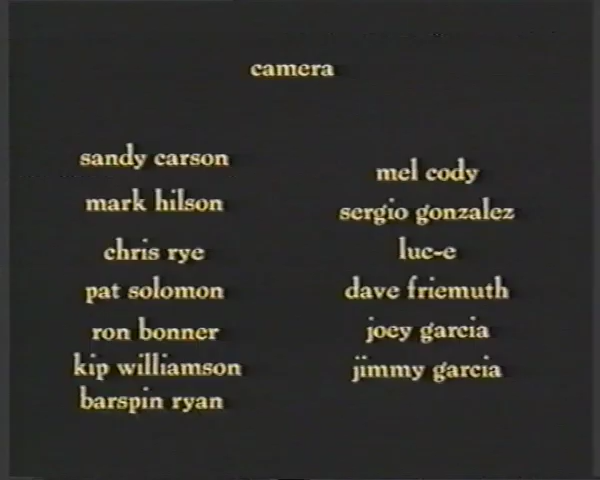 camera
sandy carson
mark hilson
chris rye
pat solomon
ron bonner
kip williamson
barspin ryan
mel cody
sergio gonzalez
luc-e
dave friemuth
joey garcia
jimmy garcia